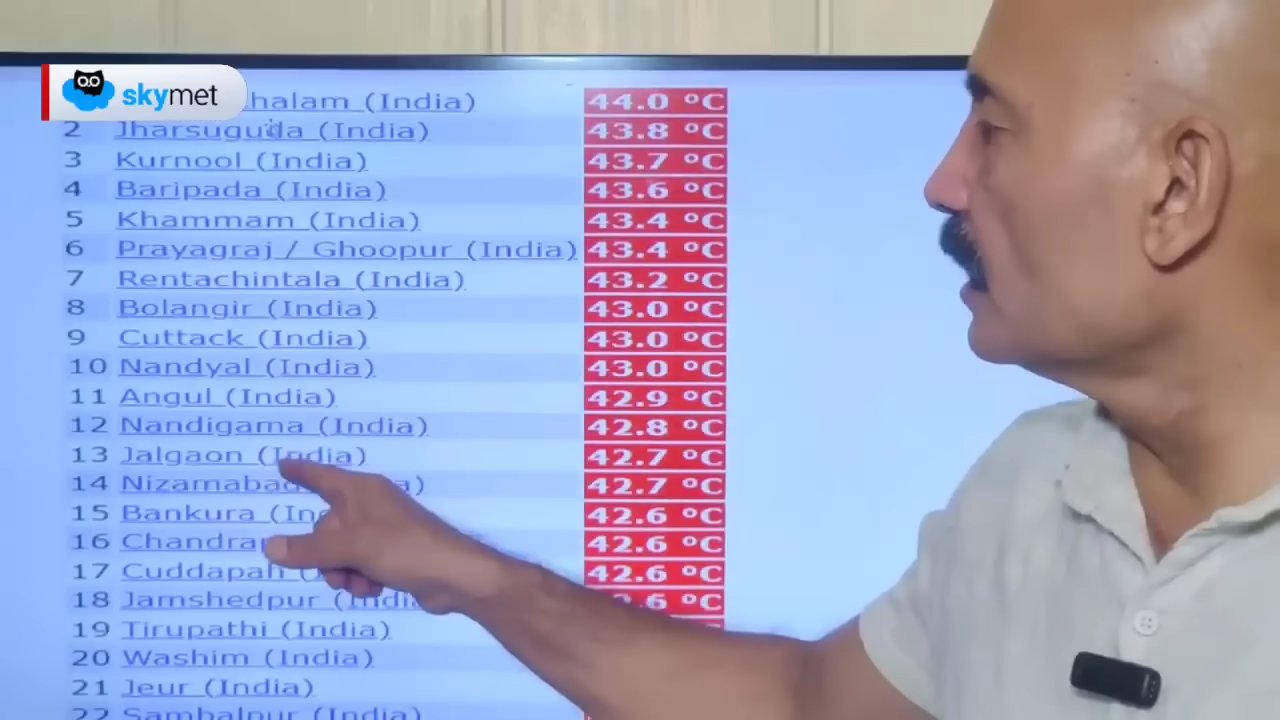 skymet
halam (India) 44.0 °C
2 Jharsuguda (India) 43.8 °C
3 Kurnool (India) 43.7 °C
4 Baripada (India) 43.6 °C
5 Khammam (India) 43.4 °C
6 Prayagraj / Ghoopur (India) 43.4 °C
7 Rentachintala (India) 43.2 °C
8 Bolangir (India) 43.0 °C
9 Cuttack (India) 43.0 °C
10 Nandyal (India) 43.0 °C
11 Angul (India) 42.9 °C
12 Nandigama (India) 42.8 °C
13 Jalgaon (India) 42.7 °C
14 Nizamabad 42.7 °C
15 Bankura 42.6 °C
16 Chandra 42.6 °C
17 Cuddapah 42.6 °C
18 Jamshedpur (India .6 °C
19 Tirupathi (India)
20 Washim (India)
21 Jeur (India)
22 Sambalpur (India)